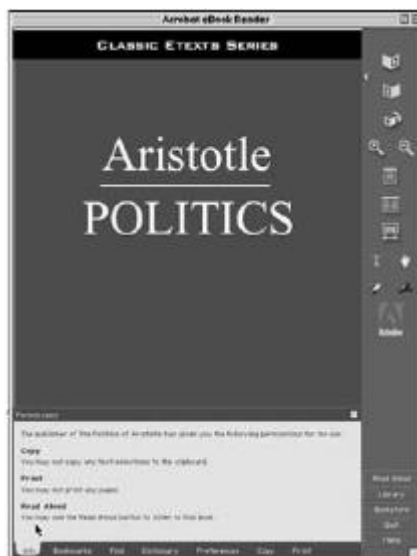 Acrobat eBook Reader
CLASSIC ETEXTS SERIES
Aristotle
POLITICS
Adobe
Permissions
The publisher of The Politics of Aristotle has given you the following permissions for its use:
Copy
You may not copy any text selections to the clipboard.
Print
You may not print any pages.
Read Aloud
You may use the Read Aloud button to listen to this book.
Read Aloud
Library
Bookstore
Quit
Menu
Info Bookmarks Find Dictionary Preferences Copy Print